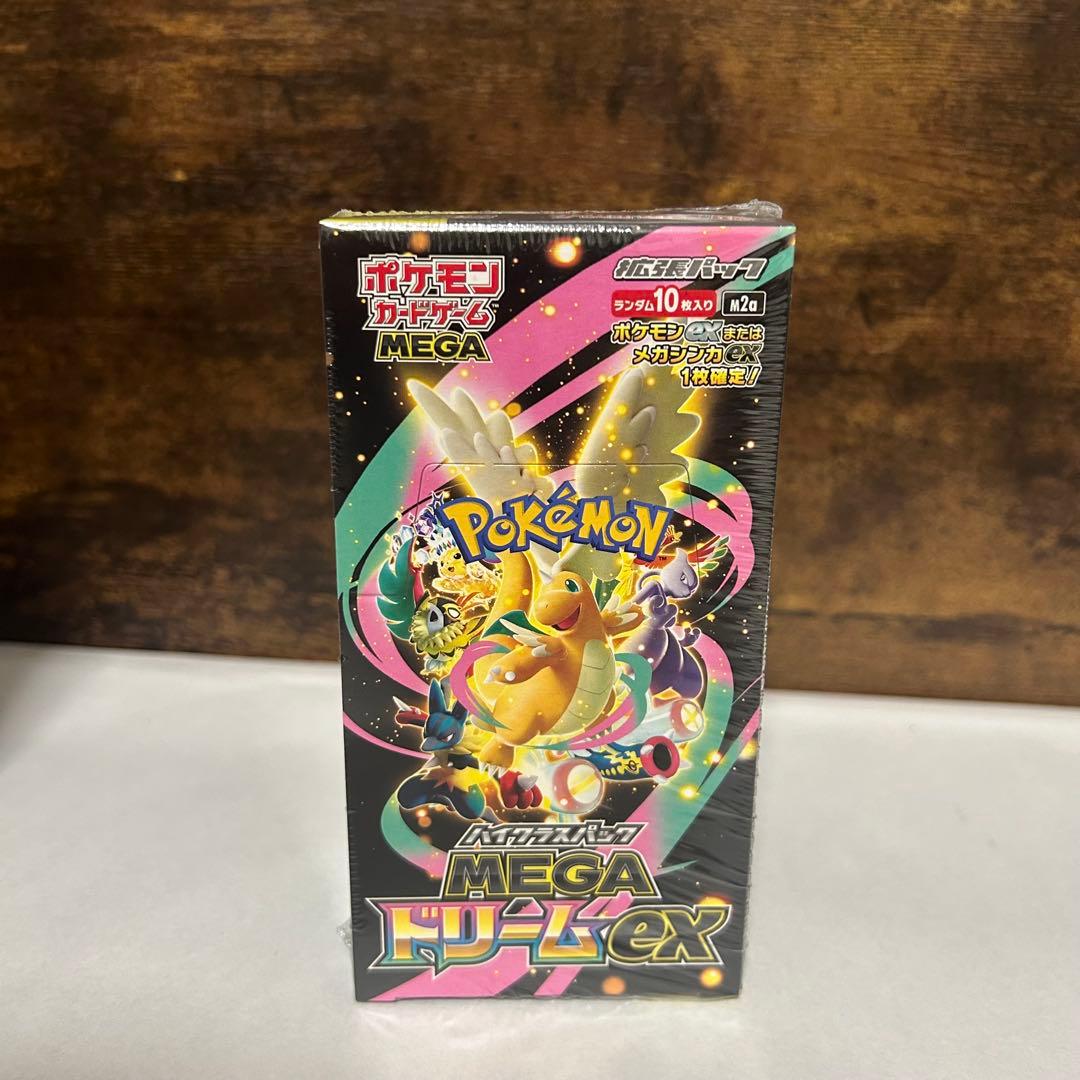 ポケモン
カードゲーム™
MEGA
拡張パック
ランダム10枚入り M2a
ポケモンexまたは
メガシンカex
1枚確定!
POKéMON™
ハイクラスパック
MEGA
ドリームex